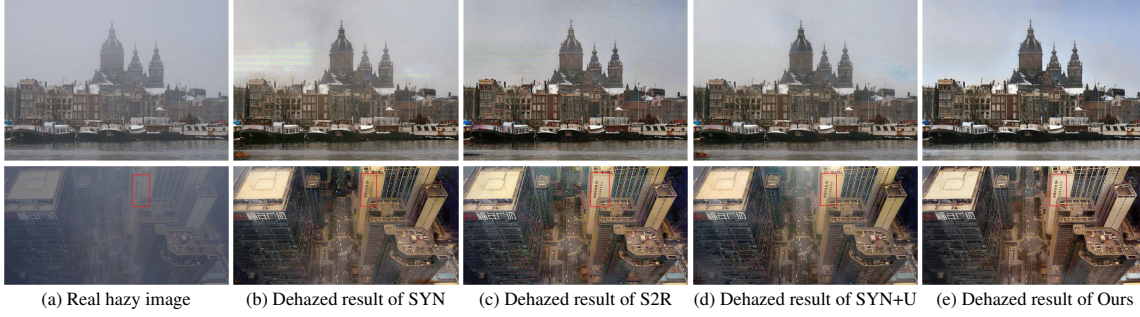 (a) Real hazy image
(b) Dehazed result of SYN
(c) Dehazed result of S2R
(d) Dehazed result of SYN+U
(e) Dehazed result of Ours